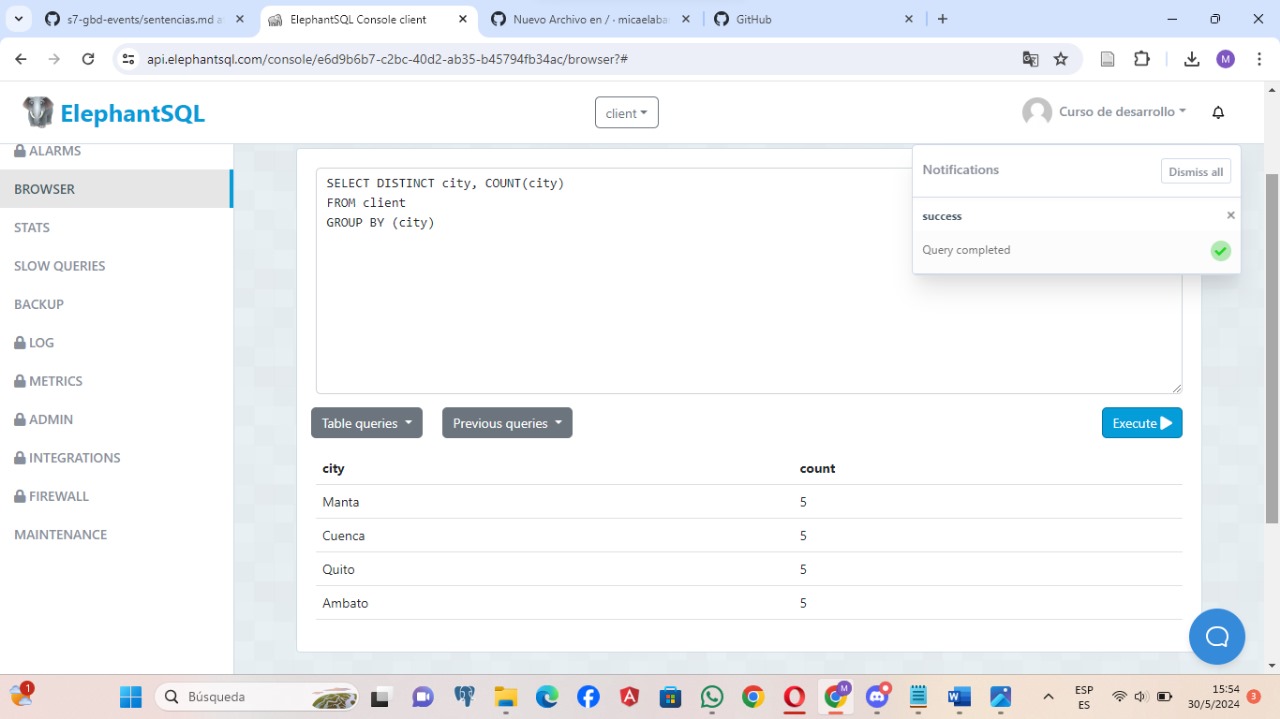 s7-gbd-events/sentencias.md a
ElephantSQL Console client
Nuevo Archivo en / · micaelaba
GitHub
api.elephantsql.com/console/e6d9b6b7-c2bc-40d2-ab35-b45794fb34ac/browser?#
M
ElephantSQL
client
Curso de desarrollo
ALARMS
BROWSER
STATS
SLOW QUERIES
BACKUP
LOG
METRICS
ADMIN
INTEGRATIONS
FIREWALL
MAINTENANCE
SELECT DISTINCT city, COUNT(city)
FROM client
GROUP BY (city)
Notifications
Dismiss all
success
Query completed
Table queries
Previous queries
Execute
city count
Manta 5
Cuenca 5
Quito 5
Ambato 5
1
Búsqueda
M
ESP
ES
15:54
30/5/2024
3